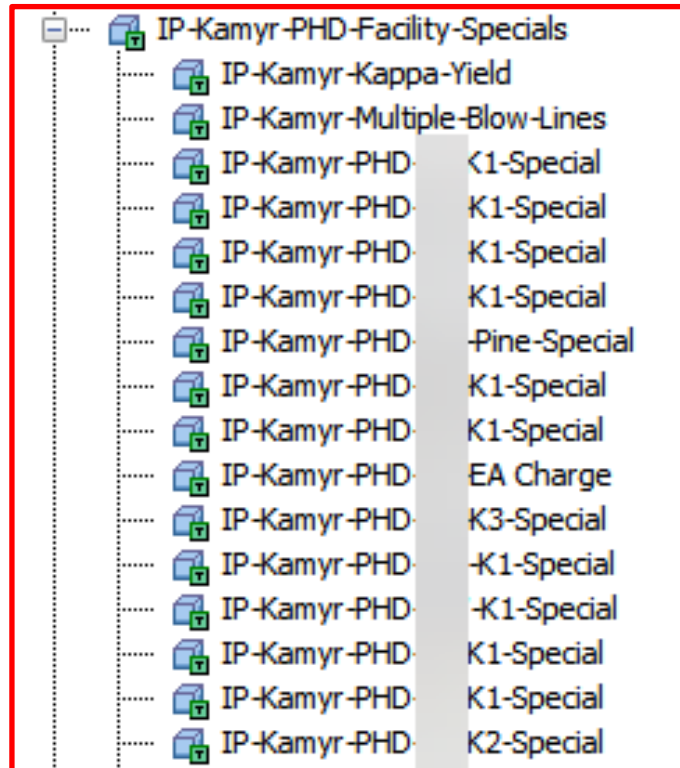 IP-Kamyr-PHD-Facility-Specials
IP-Kamyr-Kappa-Yield
IP-Kamyr-Multiple-Blow-Lines
IP-Kamyr-PHD- K1-Special
IP-Kamyr-PHD- K1-Special
IP-Kamyr-PHD- K1-Special
IP-Kamyr-PHD- K1-Special
IP-Kamyr-PHD- -Pine-Special
IP-Kamyr-PHD- K1-Special
IP-Kamyr-PHD- K1-Special
IP-Kamyr-PHD- EA Charge
IP-Kamyr-PHD- K3-Special
IP-Kamyr-PHD- -K1-Special
IP-Kamyr-PHD- -K1-Special
IP-Kamyr-PHD- K1-Special
IP-Kamyr-PHD- K1-Special
IP-Kamyr-PHD- K2-Special